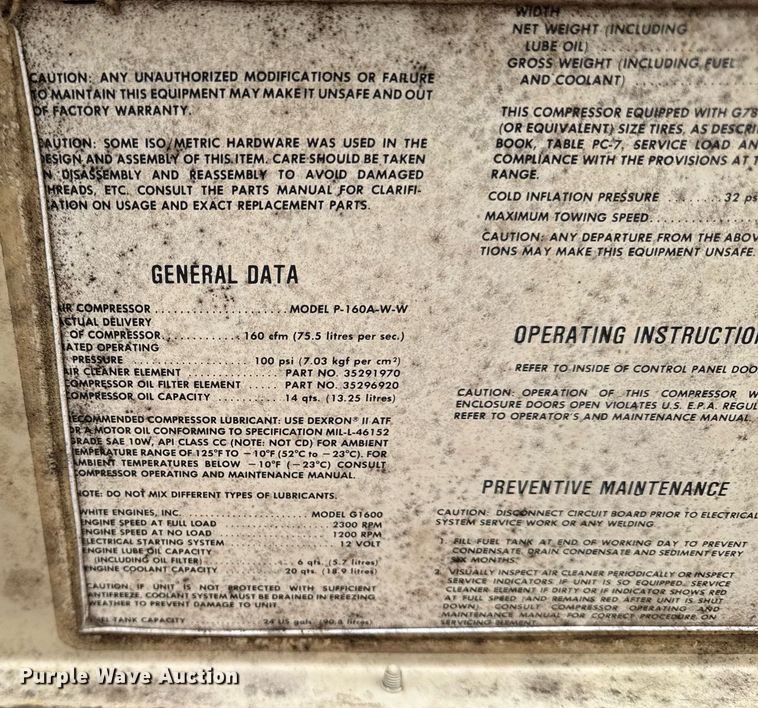 CAUTION: ANY UNAUTHORIZED MODIFICATIONS OR FAILURE
TO MAINTAIN THIS EQUIPMENT MAY MAKE IT UNSAFE AND OUT
OF FACTORY WARRANTY.
CAUTION: SOME ISO/METRIC HARDWARE WAS USED IN THE
DESIGN AND ASSEMBLY OF THIS ITEM. CARE SHOULD BE TAKEN
IN DISASSEMBLY AND REASSEMBLY TO AVOID DAMAGED
THREADS, ETC. CONSULT THE PARTS MANUAL FOR CLARIFI-
CATION ON USAGE AND EXACT REPLACEMENT PARTS.
GENERAL DATA
AIR COMPRESSOR ............ MODEL P-160A-W-W
ACTUAL DELIVERY
OF COMPRESSOR ............ 160 cfm (75.5 litres per sec.)
RATED OPERATING
PRESSURE ............ 100 psi (7.03 kgf per cm²)
AIR CLEANER ELEMENT ............ PART NO. 35291970
COMPRESSOR OIL FILTER ELEMENT ...... PART NO. 35296920
COMPRESSOR OIL CAPACITY ............ 14 qts. (13.25 litres)
RECOMMENDED COMPRESSOR LUBRICANT: USE DEXRON® II ATF
OR A MOTOR OIL CONFORMING TO SPECIFICATION MIL-L-46152
GRADE SAE 10W, API CLASS CC (NOTE: NOT CD) FOR AMBIENT
TEMPERATURE RANGE OF 125°F TO −10°F (52°C to −23°C). FOR
AMBIENT TEMPERATURES BELOW −10°F (−23°C) CONSULT
COMPRESSOR OPERATING AND MAINTENANCE MANUAL.
NOTE: DO NOT MIX DIFFERENT TYPES OF LUBRICANTS.
WHITE ENGINES, INC. MODEL G1600
ENGINE SPEED AT FULL LOAD ............ 2300 RPM
ENGINE SPEED AT NO LOAD ............ 1200 RPM
ELECTRICAL STARTING SYSTEM ............ 12 VOLT
ENGINE LUBE OIL CAPACITY
(INCLUDING OIL FILTER) ............ 6 qts. (5.7 litres)
ENGINE COOLANT CAPACITY ............ 20 qts. (18.9 litres)
CAUTION: IF UNIT IS NOT PROTECTED WITH SUFFICIENT
ANTIFREEZE, COOLANT SYSTEM MUST BE DRAINED IN FREEZING
WEATHER TO PREVENT DAMAGE TO UNIT.
FUEL TANK CAPACITY 24 US gals. (90.8 litres)
WIDTH
NET WEIGHT (INCLUDING
LUBE OIL) ............
GROSS WEIGHT (INCLUDING FUEL
AND COOLANT) ............
THIS COMPRESSOR EQUIPPED WITH G78
(OR EQUIVALENT) SIZE TIRES, AS DESCRI
BOOK, TABLE PC-7, SERVICE LOAD AN
COMPLIANCE WITH THE PROVISIONS AT T
RANGE.
COLD INFLATION PRESSURE ........ 32 ps
MAXIMUM TOWING SPEED ............
CAUTION: ANY DEPARTURE FROM THE ABOV
TIONS MAY MAKE THIS EQUIPMENT UNSAFE.
OPERATING INSTRUCTIO
REFER TO INSIDE OF CONTROL PANEL DOO
CAUTION: OPERATION OF THIS COMPRESSOR W
ENCLOSURE DOORS OPEN VIOLATES U.S. E.P.A. REGUL
REFER TO OPERATOR'S AND MAINTENANCE MANUAL.
PREVENTIVE MAINTENANCE
CAUTION: DISCONNECT CIRCUIT BOARD PRIOR TO ELECTRICAL
SYSTEM SERVICE WORK OR ANY WELDING.
1. FILL FUEL TANK AT END OF WORKING DAY TO PREVENT
CONDENSATE. DRAIN CONDENSATE AND SEDIMENT EVERY
SIX MONTHS.
2. VISUALLY INSPECT AIR CLEANER PERIODICALLY OR INSPECT
SERVICE INDICATORS IF UNIT IS SO EQUIPPED. SERVICE
CLEANER ELEMENT IF DIRTY OR IF INDICATOR SHOWS RED
AT FULL SPEED (AND REMAINS RED AFTER UNIT IS SHUT
DOWN). CONSULT COMPRESSOR OPERATING AND
MAINTENANCE MANUAL FOR CORRECT PROCEDURE ON
SERVICING ELEMENT.
Purple Wave Auction